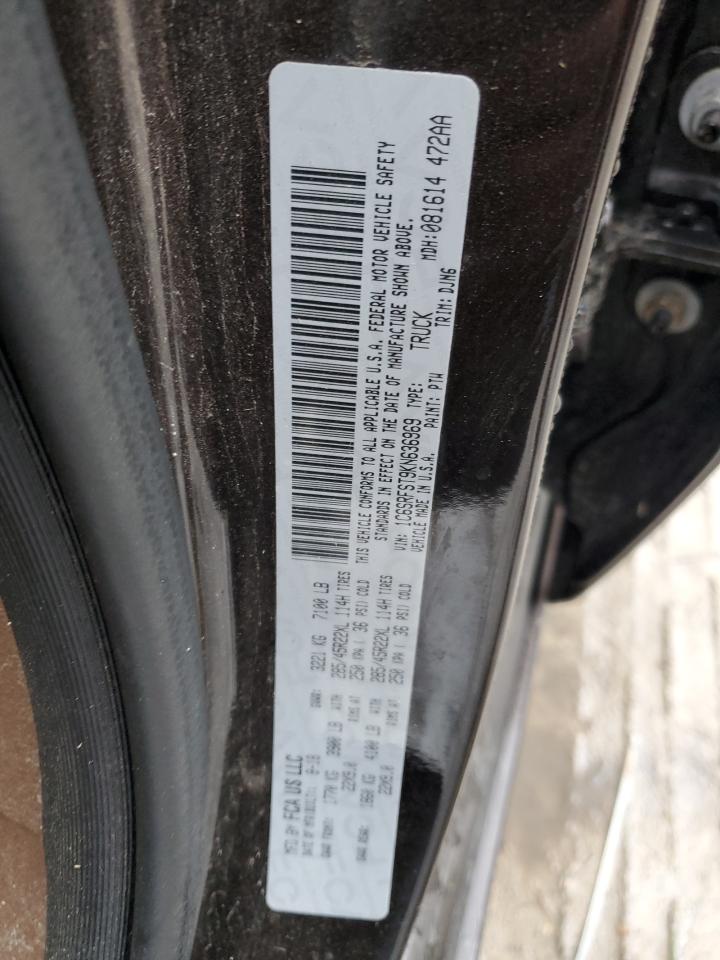 MFD BY FCA US LLC
DATE OF MFR(BUILT): 8-18 GVWR: 3221 KG 7100 LB
GAWR FRONT: 1770 KG 3900 LB WITH 285/45R22XL 114H TIRES
22X9.0 RIMS AT 250 KPA ( 36 PSI) COLD
GAWR REAR: 1860 KG 4100 LB WITH 285/45R22XL 114H TIRES
22X9.0 RIMS AT 250 KPA ( 36 PSI) COLD
THIS VEHICLE CONFORMS TO ALL APPLICABLE U.S.A. FEDERAL MOTOR VEHICLE SAFETY
STANDARDS IN EFFECT ON THE DATE OF MANUFACTURE SHOWN ABOVE.
VIN: 1C6SRFST9KN636969 TYPE: TRUCK MDH:081614 472AA
VEHICLE MADE IN U.S.A. PAINT: PTW TRIM: DJN6